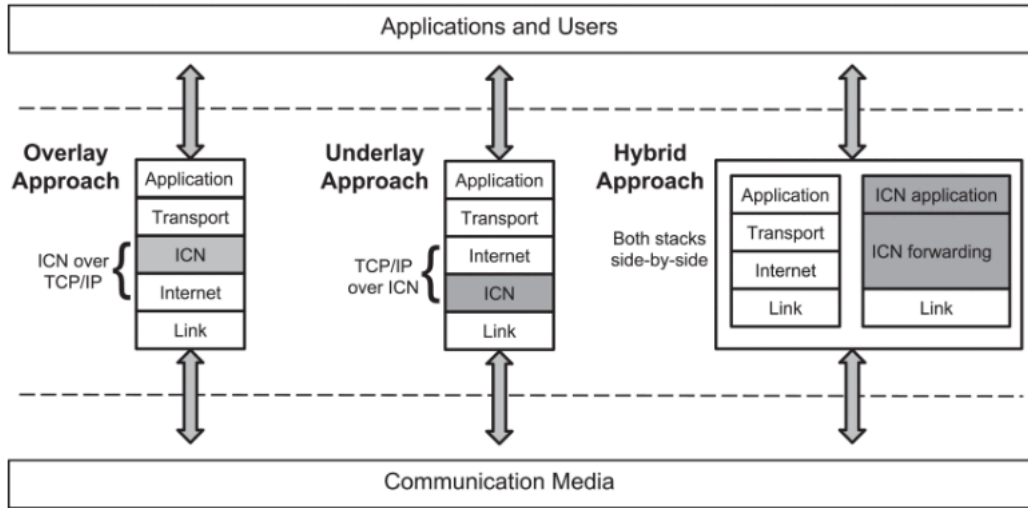 Applications and Users
Overlay
Approach
Application
Transport
ICN
Internet
Link
ICN over
TCP/IP
Underlay
Approach
Application
Transport
Internet
ICN
Link
TCP/IP
over ICN
Hybrid
Approach
Both stacks
side-by-side
Application
Transport
Internet
Link
ICN application
ICN forwarding
Link
Communication Media